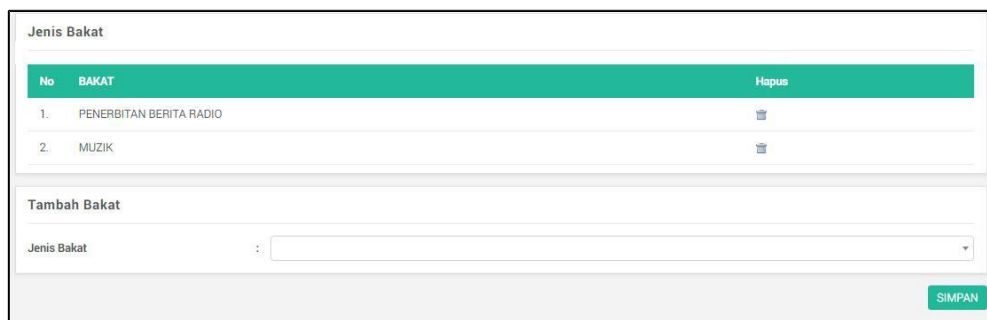 Jenis Bakat
No BAKAT Hapus
1. PENERBITAN BERITA RADIO
2. MUZIK
Tambah Bakat
Jenis Bakat :
SIMPAN